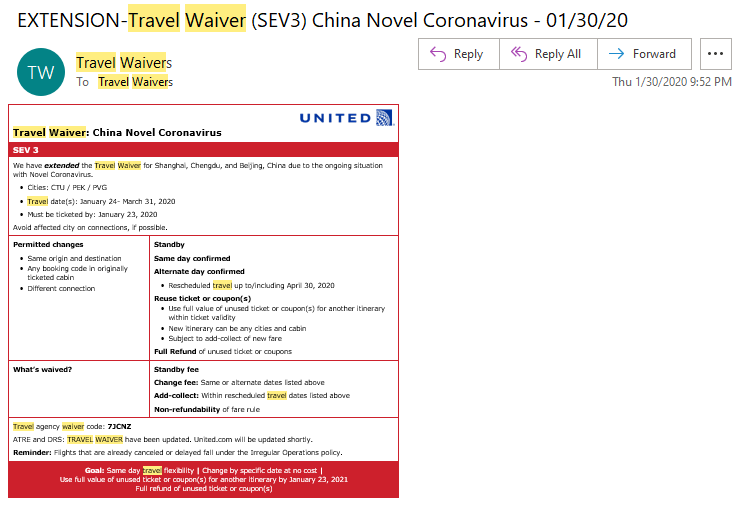 EXTENSION-Travel Waiver (SEV3) China Novel Coronavirus - 01/30/20
TW
Travel Waivers
To Travel Waivers
Reply
Reply All
Forward
Thu 1/30/2020 9:52 PM
UNITED
Travel Waiver: China Novel Coronavirus
SEV 3
We have extended the Travel Waiver for Shanghai, Chengdu, and Beijing, China due to the ongoing situation
with Novel Coronavirus.
• Cities: CTU / PEK / PVG
• Travel date(s): January 24- March 31, 2020
• Must be ticketed by: January 23, 2020
Avoid affected city on connections, if possible.
Permitted changes
• Same origin and destination
• Any booking code in originally
ticketed cabin
• Different connection
Standby
Same day confirmed
Alternate day confirmed
• Rescheduled travel up to/including April 30, 2020
Reuse ticket or coupon(s)
• Use full value of unused ticket or coupon(s) for another itinerary
within ticket validity
• New itinerary can be any cities and cabin
• Subject to add-collect of new fare
Full Refund of unused ticket or coupons
What's waived?
Standby fee
Change fee: Same or alternate dates listed above
Add-collect: Within rescheduled travel dates listed above
Non-refundability of fare rule
Travel agency waiver code: 7JCNZ
ATRE and DRS: TRAVEL WAIVER have been updated. United.com will be updated shortly.
Reminder: Flights that are already canceled or delayed fall under the Irregular Operations policy.
Goal: Same day travel flexibility | Change by specific date at no cost |
Use full value of unused ticket or coupon(s) for another itinerary by January 23, 2021
Full refund of unused ticket or coupon(s)